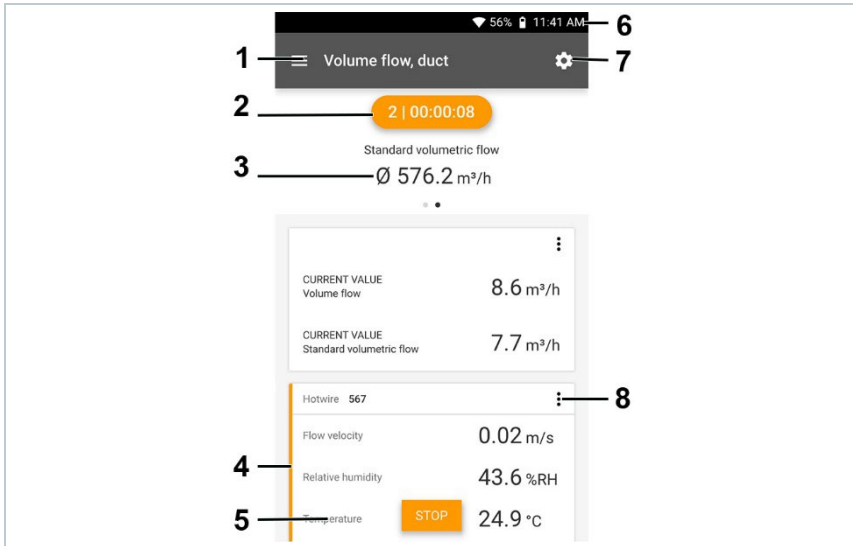 56% 11:41 AM 6
1 Volume flow, duct 7
2 2 | 00:00:08
Standard volumetric flow
3 Ø 576.2 m³/h
CURRENT VALUE
Volume flow 8.6 m³/h
CURRENT VALUE
Standard volumetric flow 7.7 m³/h
Hotwire 567 8
Flow velocity 0.02 m/s
4
Relative humidity 43.6 %RH
5 Temperature STOP 24.9 °C